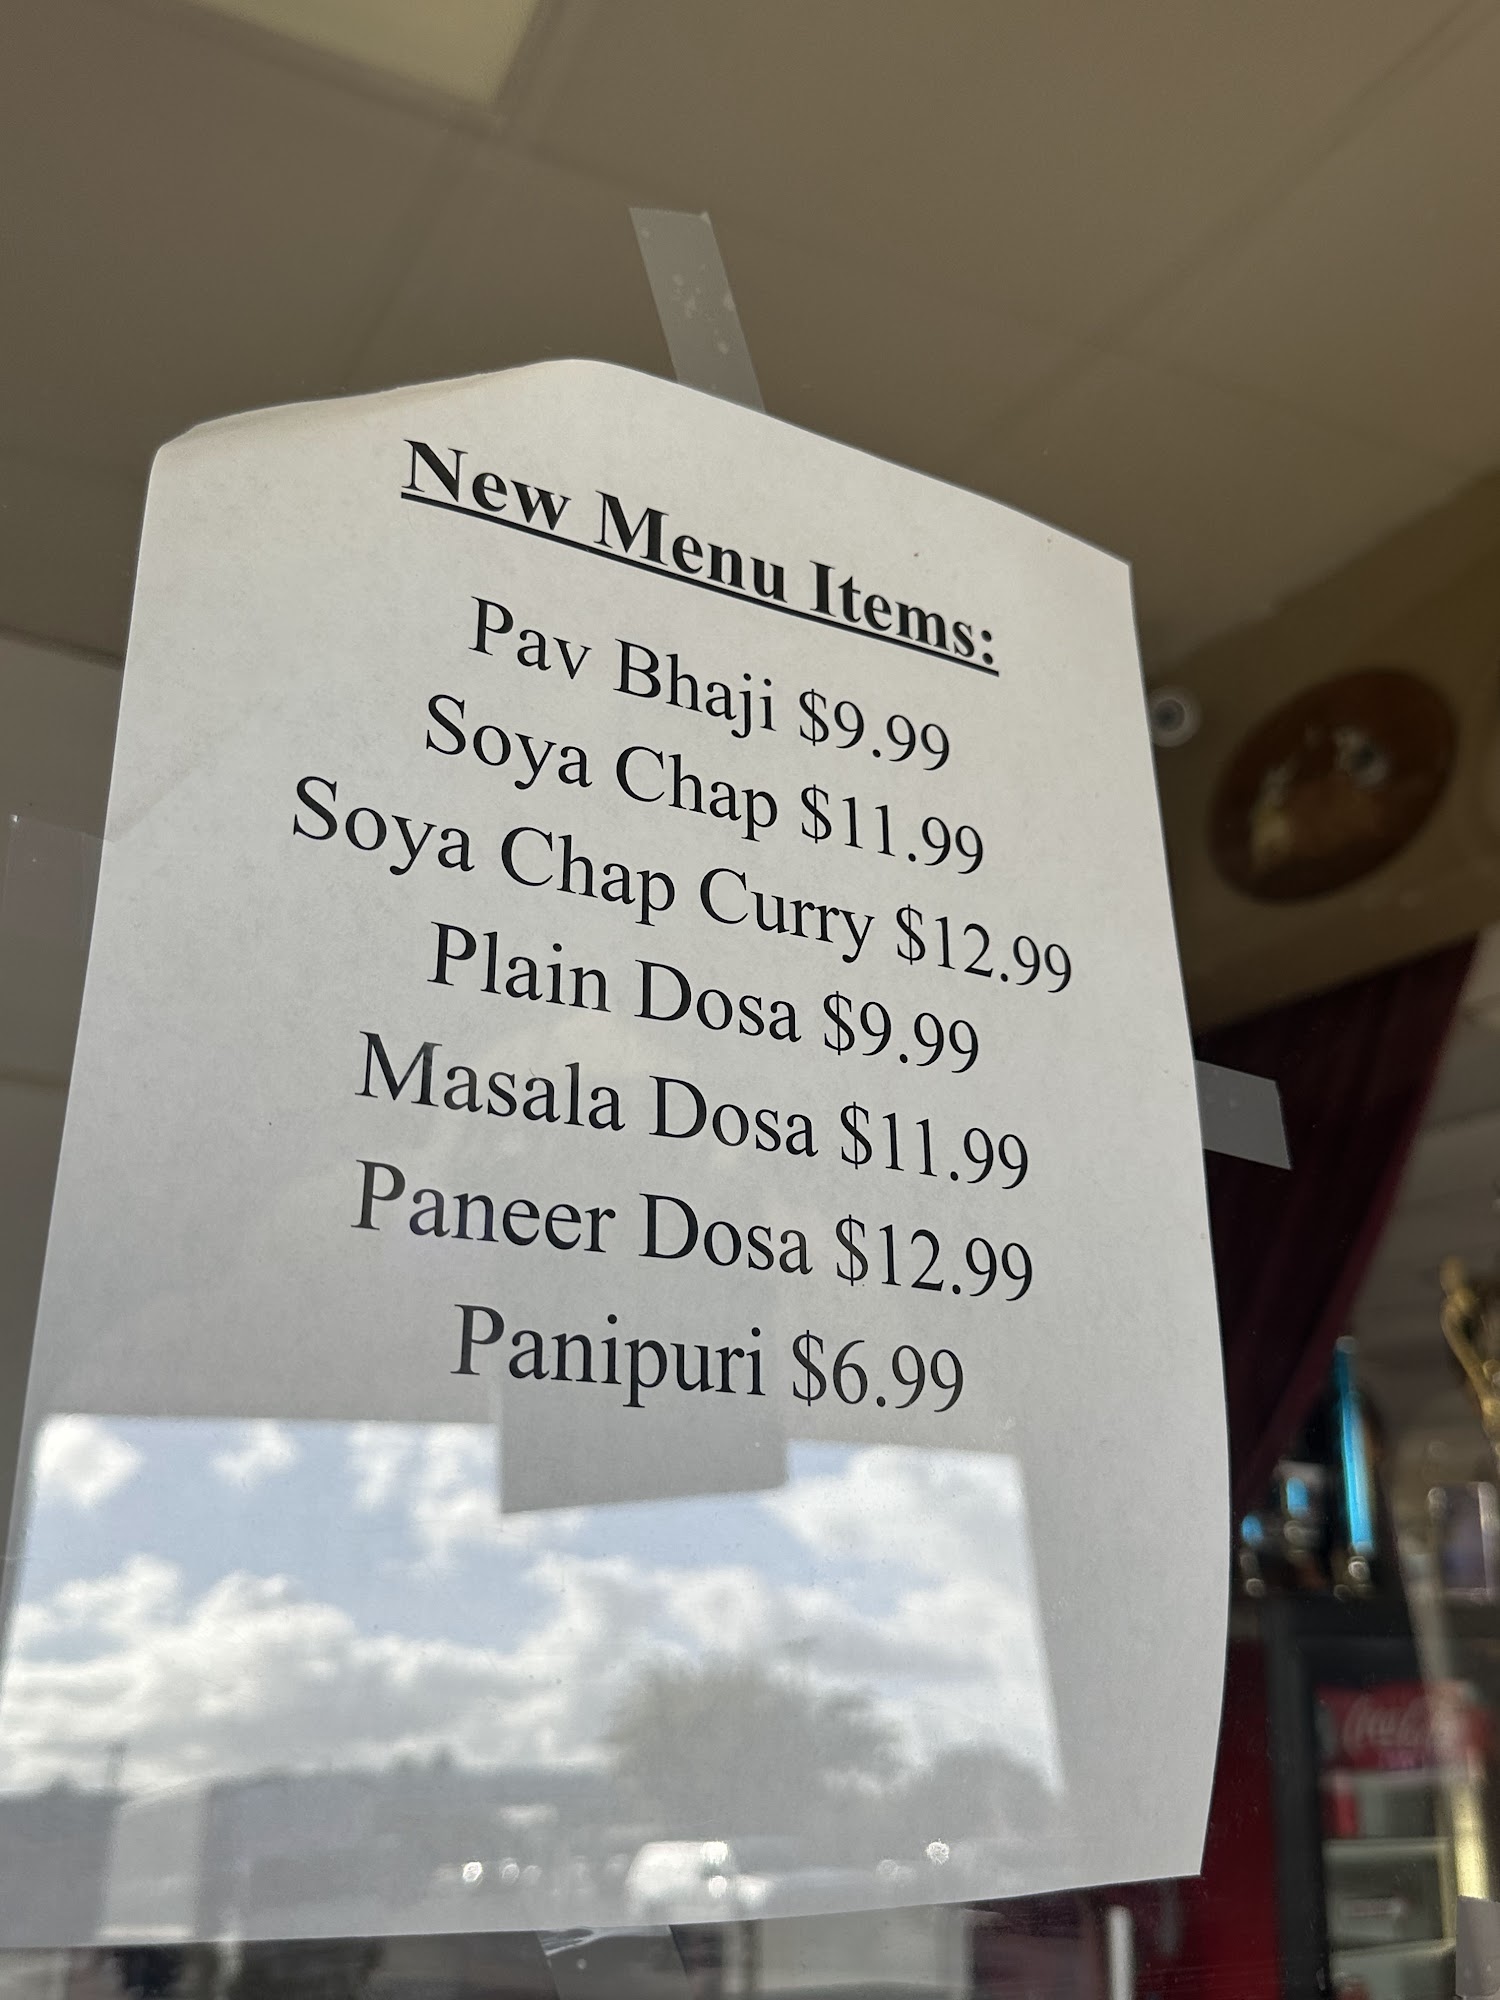 New Menu Items:
Pav Bhaji $9.99
Soya Chap $11.99
Soya Chap Curry $12.99
Plain Dosa $9.99
Masala Dosa $11.99
Paneer Dosa $12.99
Panipuri $6.99